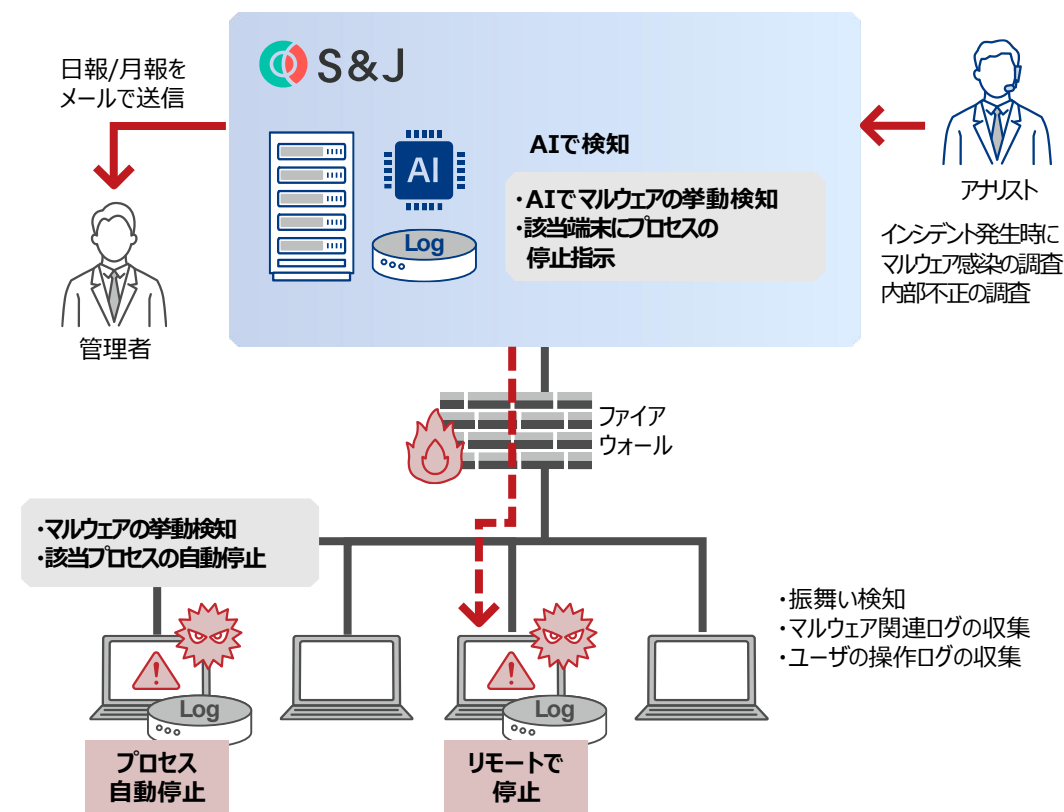 日報/月報を
メールで送信
S&J
AI
Log
AIで検知
・AIでマルウェアの挙動検知
・該当端末にプロセスの
停止指示
アナリスト
インシデント発生時に
マルウェア感染の調査
内部不正の調査
管理者
ファイア
ウォール
・マルウェアの挙動検知
・該当プロセスの自動停止
・振舞い検知
・マルウェア関連ログの収集
・ユーザの操作ログの収集
Log
Log
プロセス
自動停止
リモートで
停止